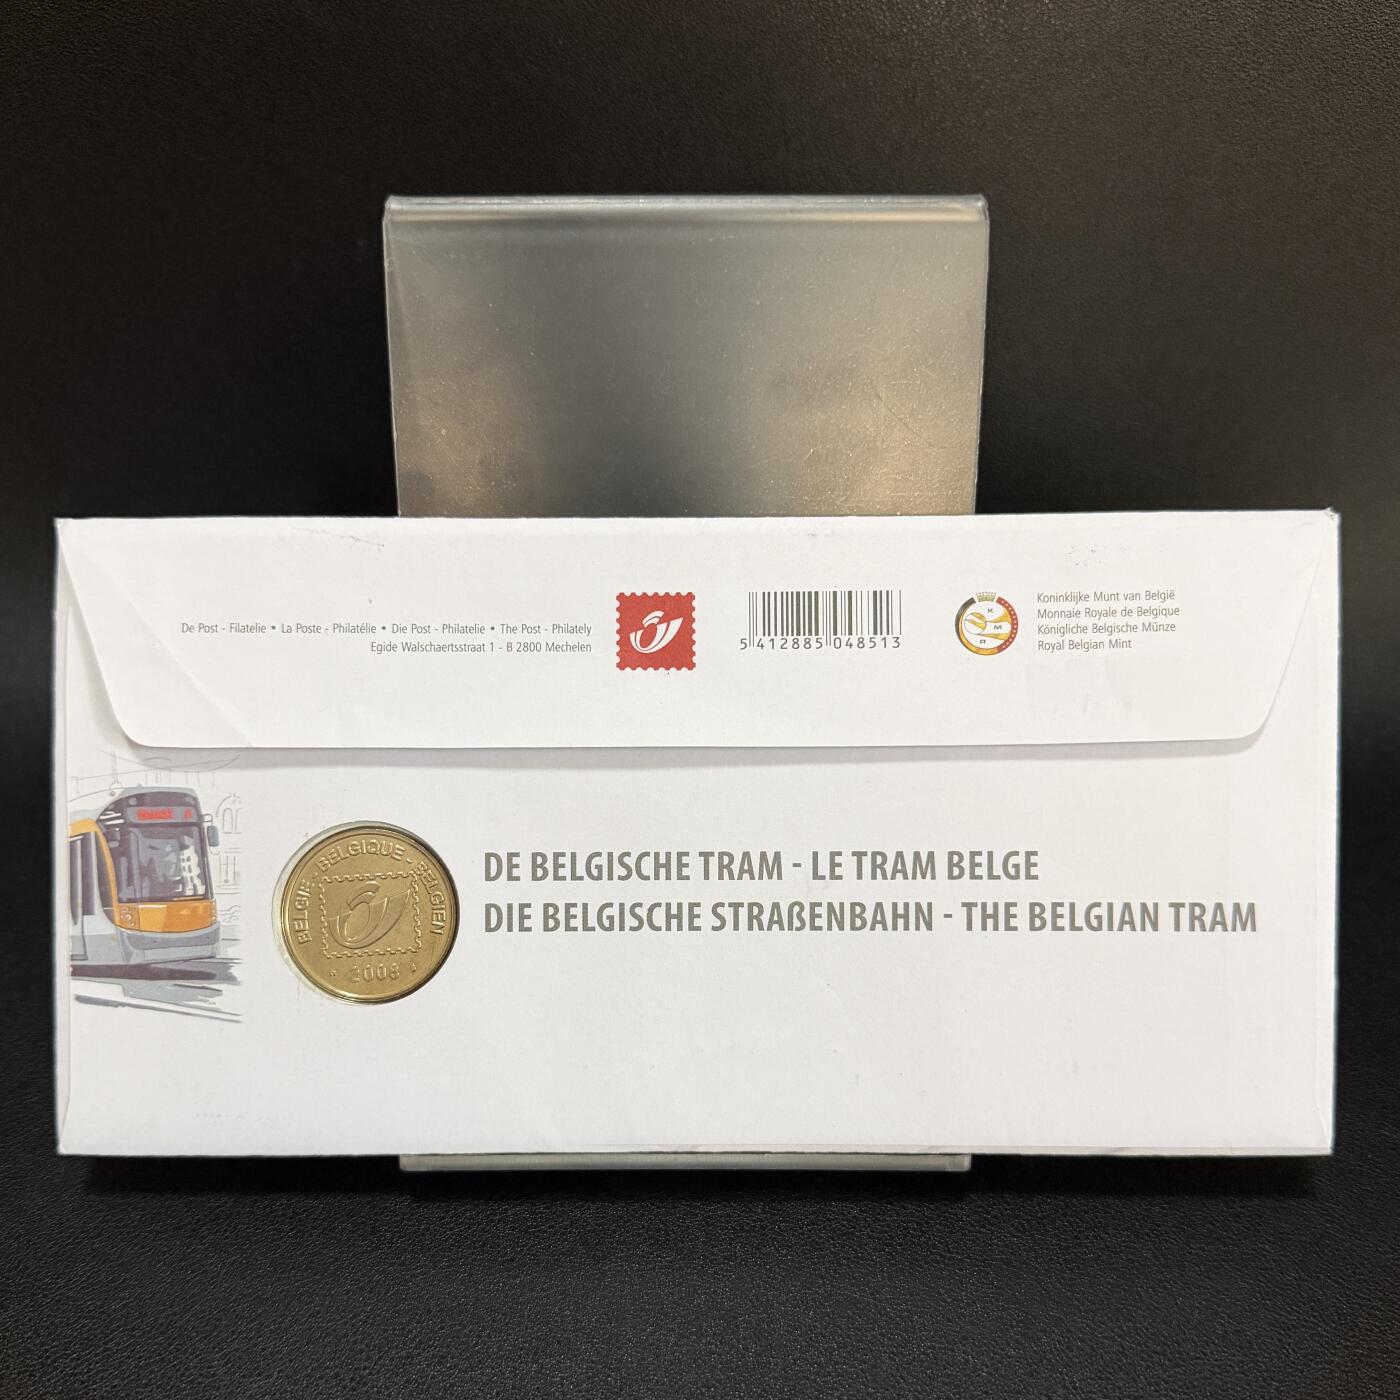 De Post - Filatelie • La Poste - Philatélie • Die Post - Philatelie • The Post - Philately
Egide Walschaertsstraat 1 - B 2800 Mechelen
5 412885 048513
K
M
R
Koninklijke Munt van België
Monnaie Royale de Belgique
Königliche Belgische Münze
Royal Belgian Mint
BELGIE - BELGIQUE - BELGIEN
2008
DE BELGISCHE TRAM - LE TRAM BELGE
DIE BELGISCHE STRAßENBAHN - THE BELGIAN TRAM